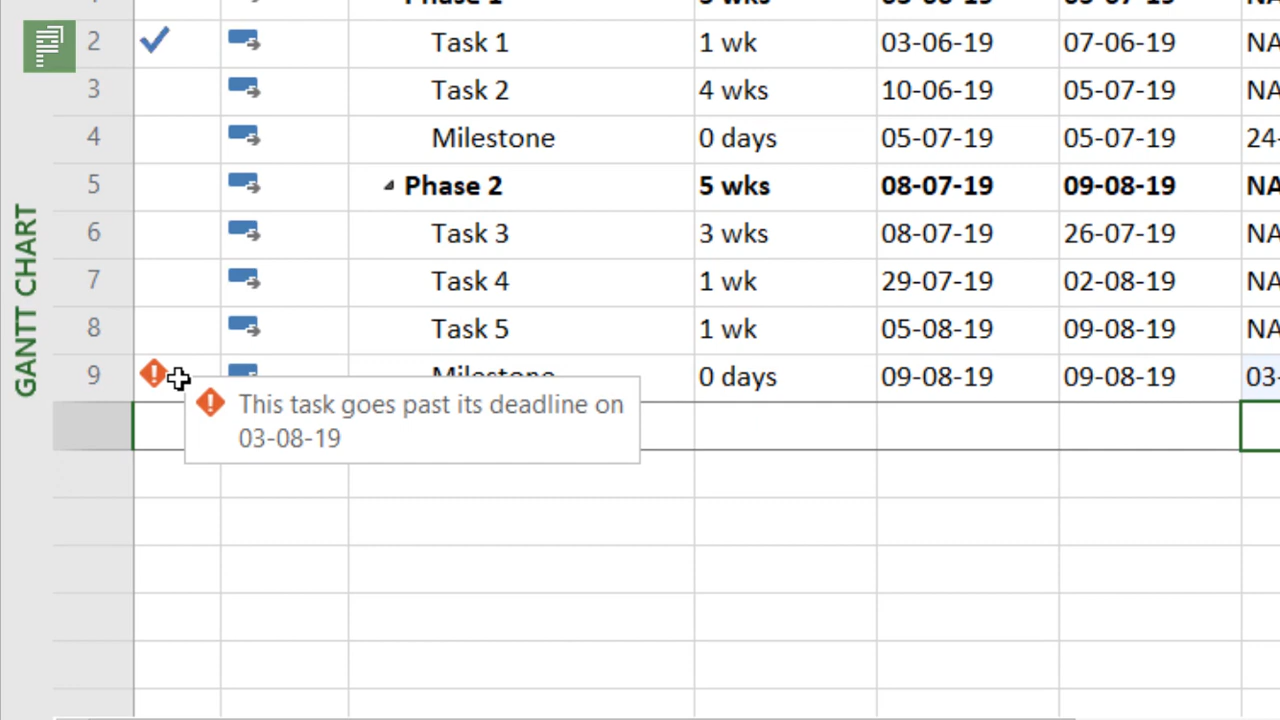 GANTT CHART
2 Task 1 1 wk 03-06-19 07-06-19 NA
3 Task 2 4 wks 10-06-19 05-07-19 NA
4 Milestone 0 days 05-07-19 05-07-19 24-
5 Phase 2 5 wks 08-07-19 09-08-19 NA
6 Task 3 3 wks 08-07-19 26-07-19 NA
7 Task 4 1 wk 29-07-19 02-08-19 NA
8 Task 5 1 wk 05-08-19 09-08-19 NA
9 Milestone 0 days 09-08-19 09-08-19 03-
This task goes past its deadline on
03-08-19